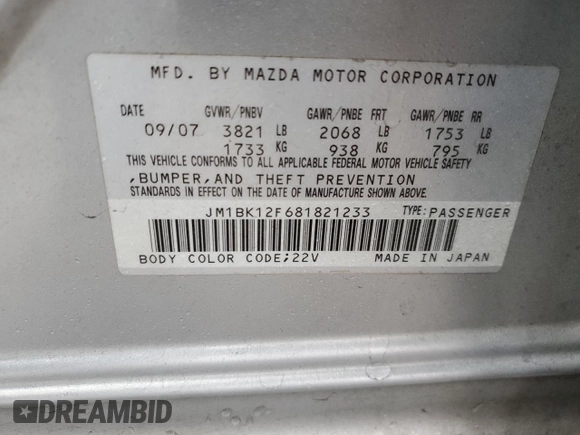 MFD. BY MAZDA MOTOR CORPORATION
DATE GVWR/PNBV GAWR/PNBE FRT GAWR/PNBE RR
09/07 3821 LB 2068 LB 1753 LB
1733 KG 938 KG 795 KG
THIS VEHICLE CONFORMS TO ALL APPLICABLE FEDERAL MOTOR VEHICLE SAFETY
,BUMPER,AND THEFT PREVENTION
STANDARDS IN EFFECT ON THE DATE OF MANUFACTURE SHOWN ABOVE.
JM1BK12F681821233 TYPE:PASSENGER
BODY COLOR CODE;22V MADE IN JAPAN
DREAMBID